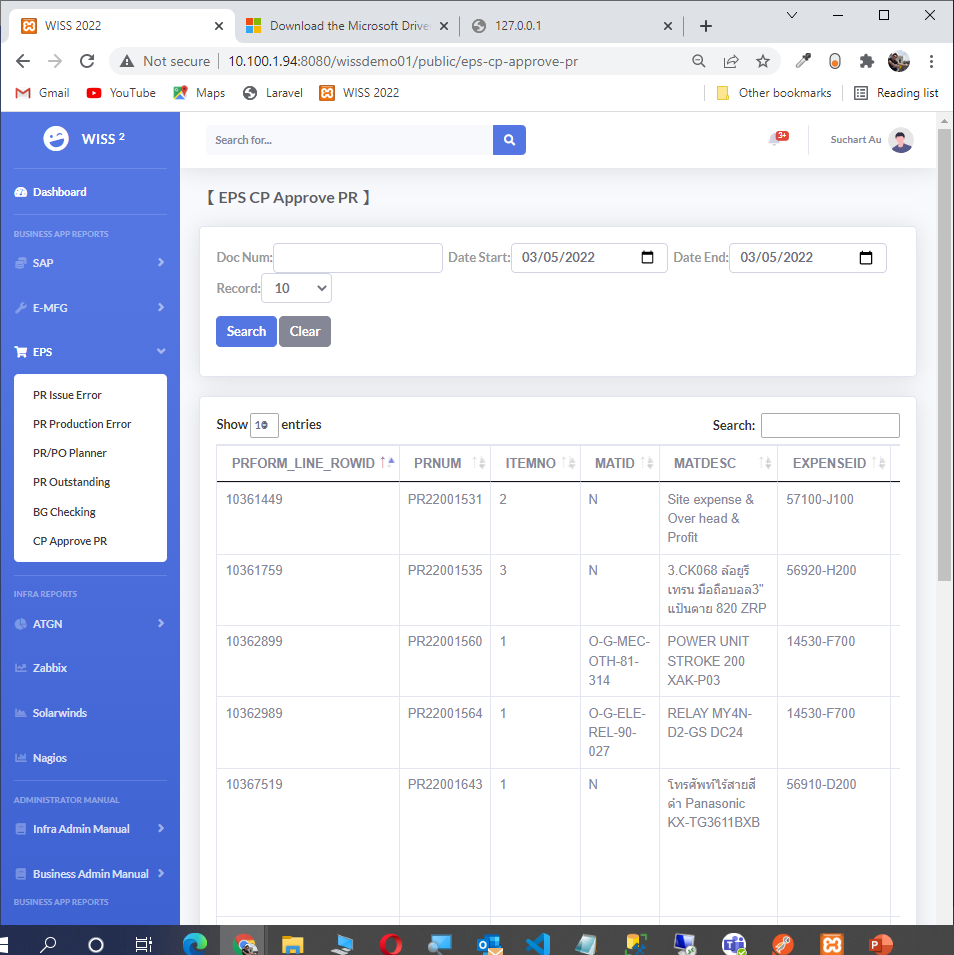 WISS 2022
Download the Microsoft Drive
127.0.0.1
Not secure
10.100.1.94:8080/wissdemo01/public/eps-cp-approve-pr
Gmail
YouTube
Maps
Laravel
WISS 2022
Other bookmarks
Reading list
WISS 2
Search for...
3+
Suchart Au
Dashboard
BUSINESS APP REPORTS
SAP
E-MFG
EPS
PR Issue Error
PR Production Error
PR/PO Planner
PR Outstanding
BG Checking
CP Approve PR
INFRA REPORTS
ATGN
Zabbix
Solarwinds
Nagios
ADMINISTRATOR MANUAL
Infra Admin Manual
Business Admin Manual
BUSINESS APP REPORTS
【 EPS CP Approve PR 】
Doc Num:
Date Start: 03/05/2022
Date End: 03/05/2022
Record: 10
Search Clear
Show 10 entries
Search:
PRFORM_LINE_ROWID PRNUM ITEMNO MATID MATDESC EXPENSEID
10361449 PR22001531 2 N Site expense & 57100-J100
Over head &
Profit
10361759 PR22001535 3 N 3.CK068 ล้อยูรี 56920-H200
เทรน มือถือบอล3"
แป้นตาย 820 ZRP
10362899 PR22001560 1 O-G-MEC- POWER UNIT 14530-F700
OTH-81- STROKE 200
314 XAK-P03
10362989 PR22001564 1 O-G-ELE- RELAY MY4N- 14530-F700
REL-90- D2-GS DC24
027
10367519 PR22001643 1 N โทรศัพท์ไร้สายสี 56910-D200
ดำ Panasonic
KX-TG3611BXB